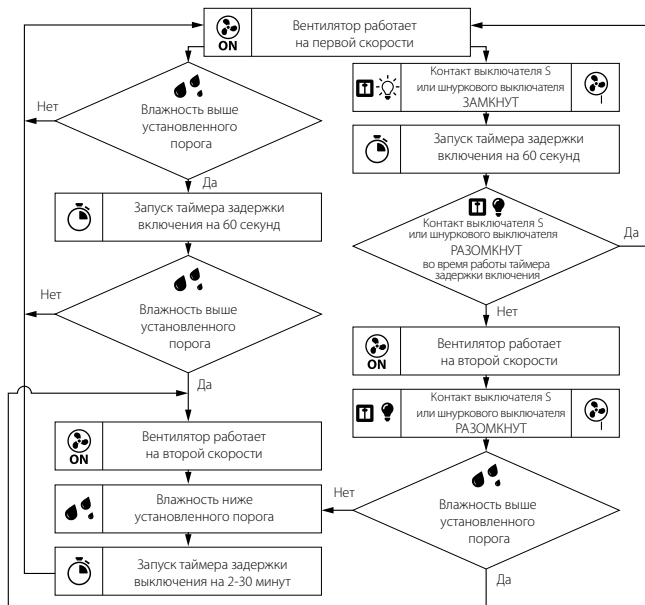 ON
Вентилятор работает
на первой скорости
Нет
Влажность выше
установленного
порога
Да
Запуск таймера задержки
включения на 60 секунд
Нет
Влажность выше
установленного
порога
Да
ON
Вентилятор работает
на второй скорости
Влажность ниже
установленного порога
Запуск таймера задержки
выключения на 2-30 минут
Контакт выключателя S
или шнуркового выключателя
ЗАМКНУТ
Запуск таймера задержки
включения на 60 секунд
Контакт выключателя S
или шнуркового выключателя
РАЗОМКНУТ
во время работы таймера
задержки включения
Да
Нет
ON
Вентилятор работает
на второй скорости
Контакт выключателя S
или шнуркового выключателя
РАЗОМКНУТ
Нет
Влажность выше
установленного
порога
Да